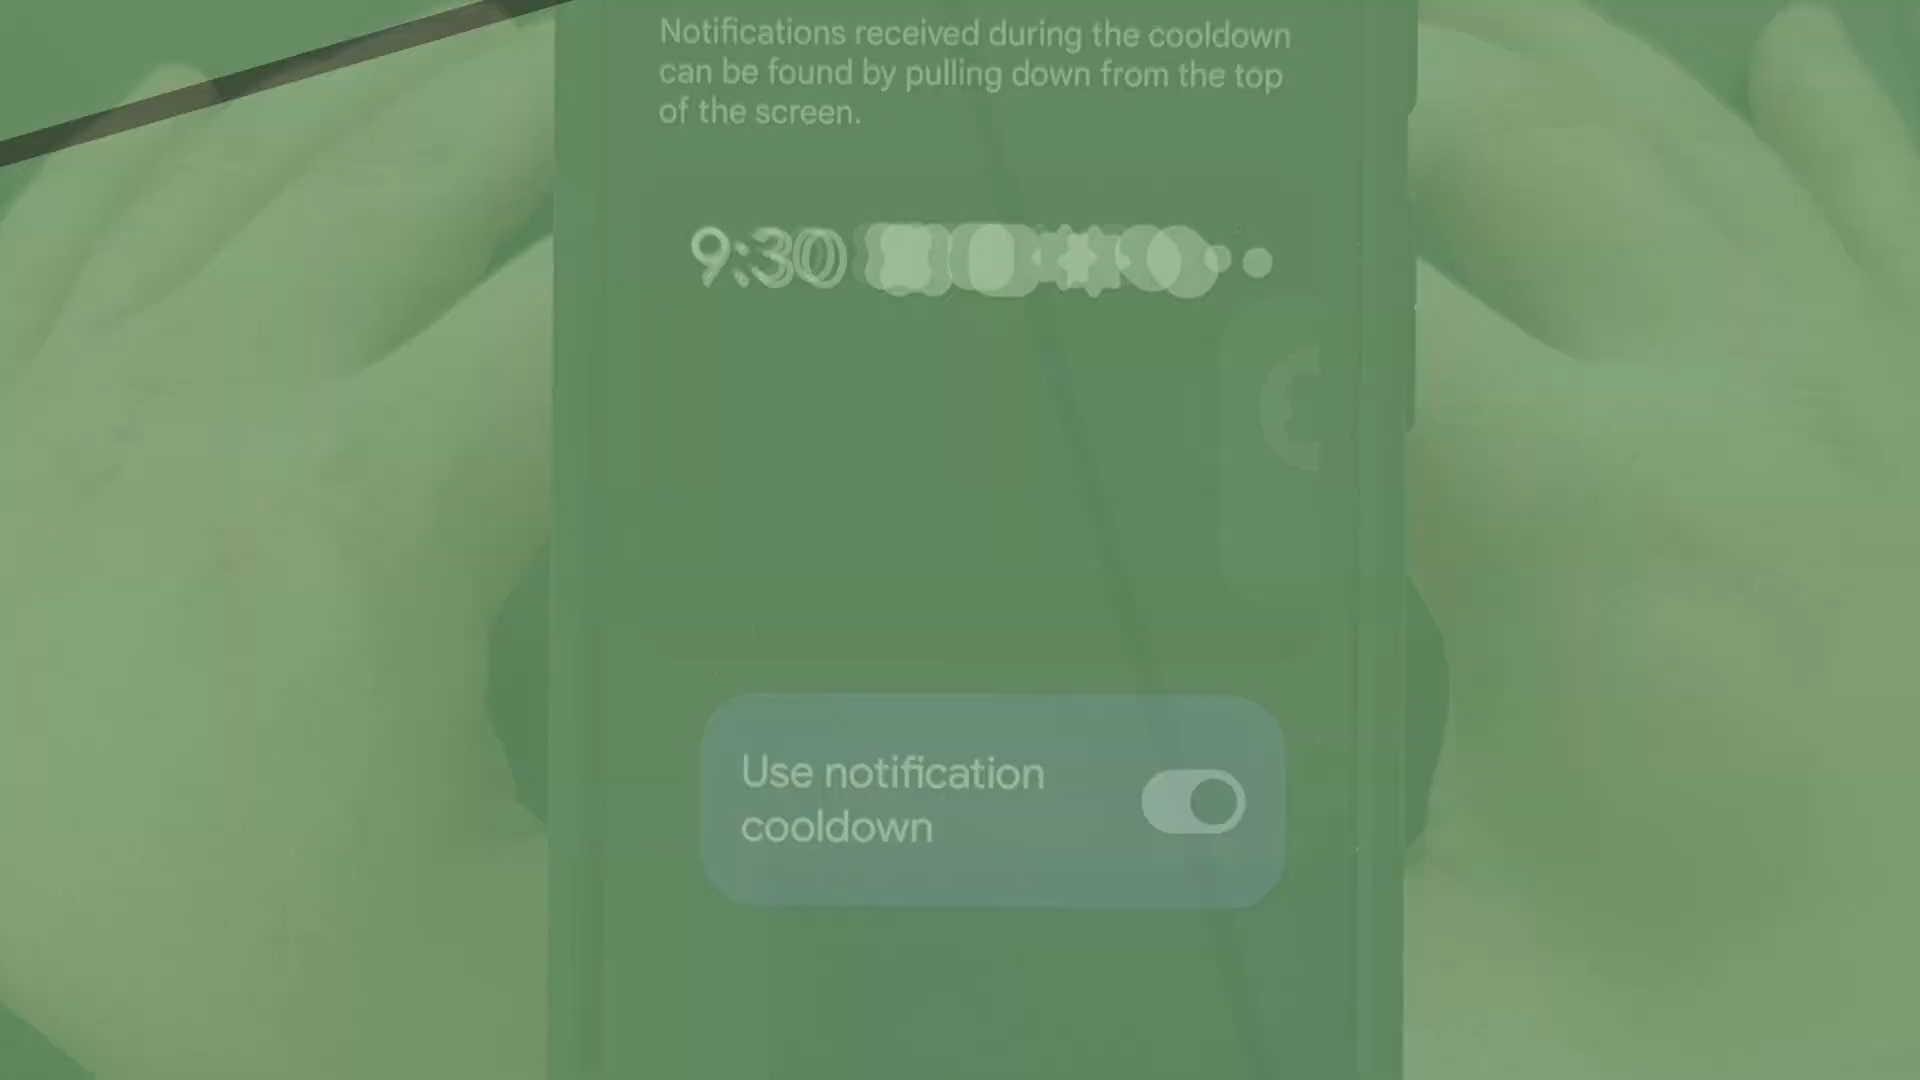 Notifications received during the cooldown
can be found by pulling down from the top
of the screen.
9:30
Use notification
cooldown